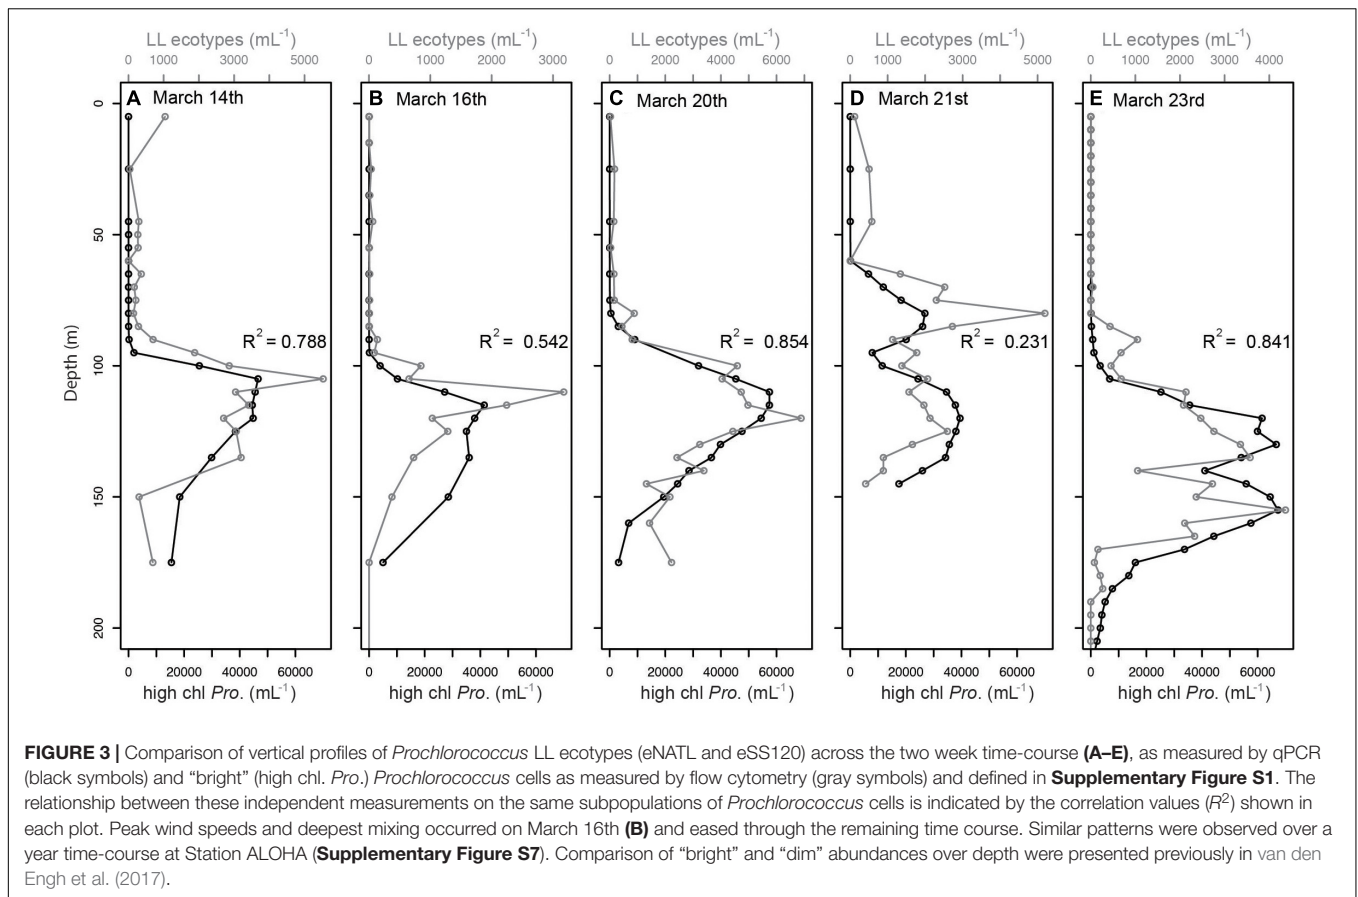 LL ecotypes (mL⁻¹) LL ecotypes (mL⁻¹) LL ecotypes (mL⁻¹) LL ecotypes (mL⁻¹) LL ecotypes (mL⁻¹)
0 1000 3000 5000 0 1000 2000 3000 0 2000 4000 6000 0 1000 3000 5000 0 1000 2000 3000 4000
A March 14th B March 16th C March 20th D March 21st E March 23rd
0
50
R² = 0.788 R² = 0.542 R² = 0.854 R² = 0.231 R² = 0.841
Depth (m)
100
150
200
0 20000 40000 60000 0 20000 40000 60000 0 20000 40000 60000 0 20000 40000 60000 0 20000 40000 60000
high chl Pro. (mL⁻¹) high chl Pro. (mL⁻¹) high chl Pro. (mL⁻¹) high chl Pro. (mL⁻¹) high chl Pro. (mL⁻¹)
FIGURE 3 | Comparison of vertical profiles of Prochlorococcus LL ecotypes (eNATL and eSS120) across the two week time-course (A–E), as measured by qPCR
(black symbols) and “bright” (high chl. Pro.) Prochlorococcus cells as measured by flow cytometry (gray symbols) and defined in Supplementary Figure S1. The
relationship between these independent measurements on the same subpopulations of Prochlorococcus cells is indicated by the correlation values (R²) shown in
each plot. Peak wind speeds and deepest mixing occurred on March 16th (B) and eased through the remaining time course. Similar patterns were observed over a
year time-course at Station ALOHA (Supplementary Figure S7). Comparison of “bright” and “dim” abundances over depth were presented previously in van den
Engh et al. (2017).